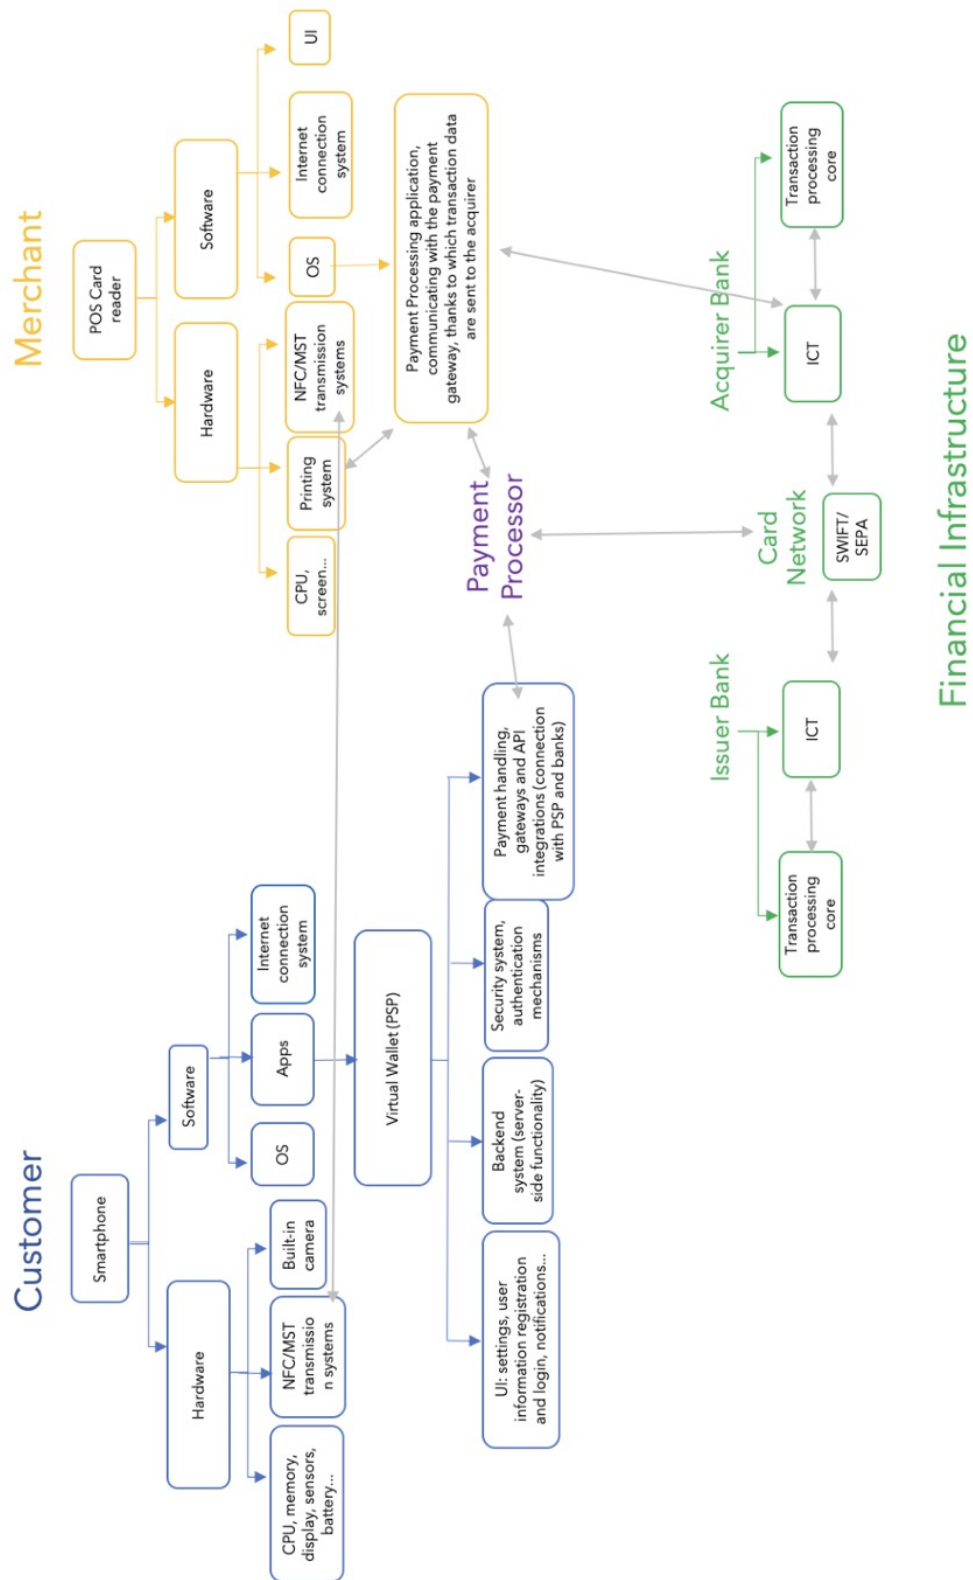 Customer
Smartphone
Hardware
Software
CPU, memory,
display, sensors,
battery...
NFC/MST
transmissio
n systems
Built-in
camera
OS
Apps
Internet
connection
system
Virtual Wallet (PSP)
UI: settings, user
information registration
and login, notifications...
Backend
system (server-
side functionality)
Security system,
authentication
mechanisms
Payment handling,
gateways and API
integrations (connection
with PSP and banks)
Merchant
POS Card
reader
Hardware
Software
CPU,
screen...
Printing
system
NFC/MST
transmission
systems
OS
Internet
connection
system
UI
Payment Processing application,
communicating with the payment
gateway, thanks to which transaction data
are sent to the acquirer
Payment
Processor
Issuer Bank
Transaction
processing
core
ICT
Card
Network
SWIFT/
SEPA
Acquirer Bank
ICT
Transaction
processing
core
Financial Infrastructure